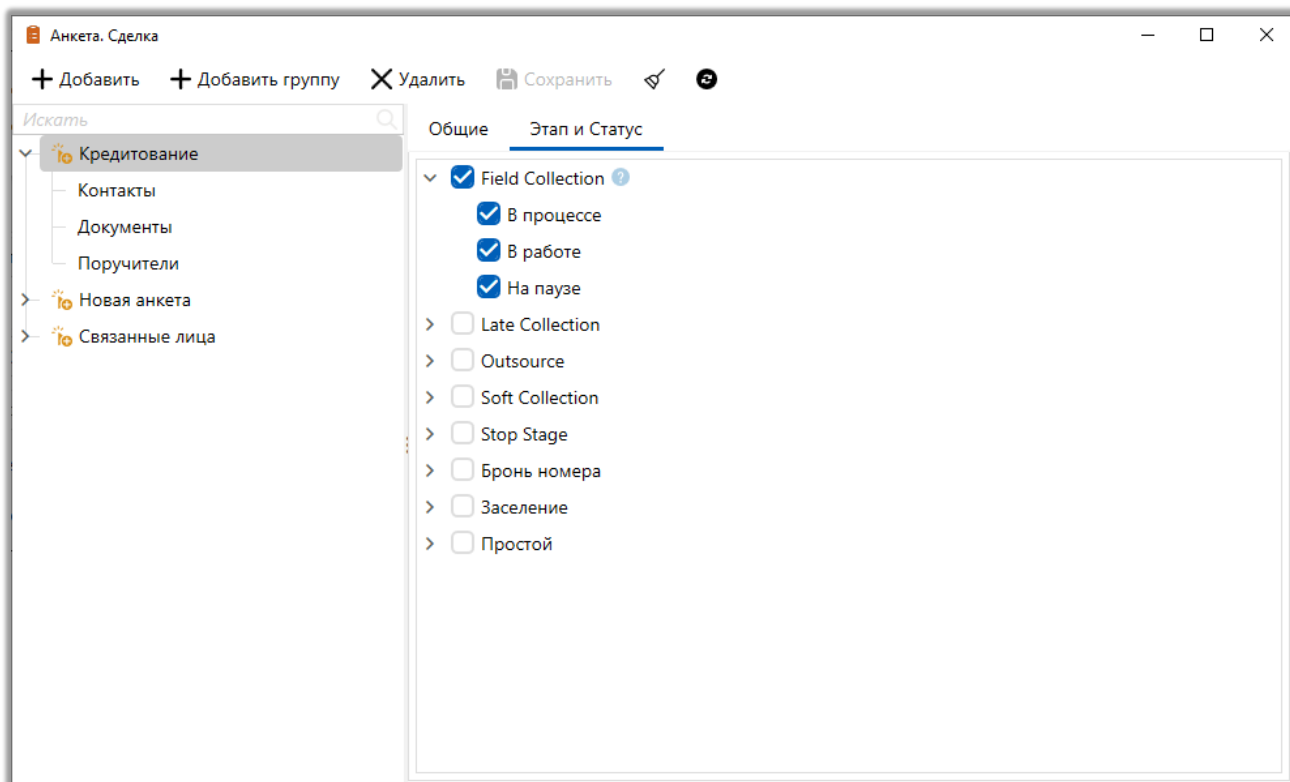 Анкета. Сделка
Добавить Добавить группу Удалить Сохранить
Искать
Кредитование
Контакты
Документы
Поручители
Новая анкета
Связанные лица
Общие Этап и Статус
Field Collection ?
В процессе
В работе
На паузе
Late Collection
Outsource
Soft Collection
Stop Stage
Бронь номера
Заселение
Простой